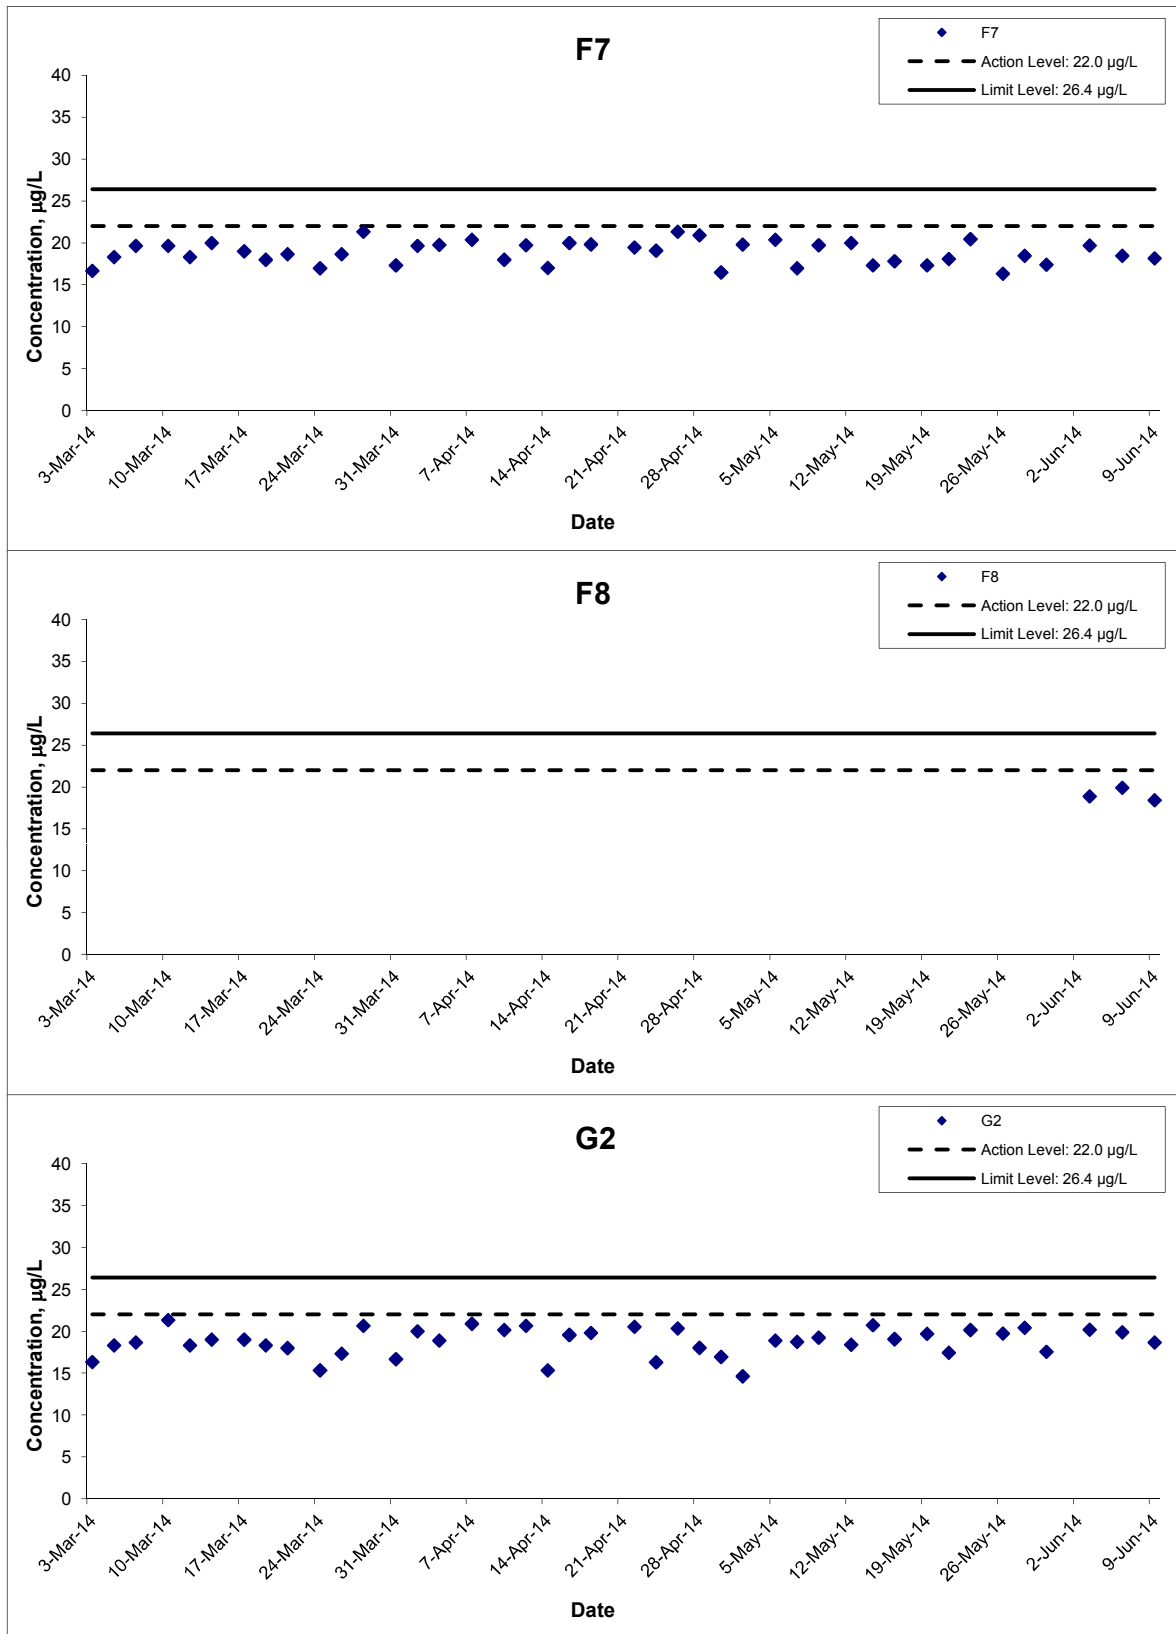 F7
F7
Action Level: 22.0 µg/L
Limit Level: 26.4 µg/L
Concentration, µg/L
40
35
30
25
20
15
10
5
0
3-Mar-14
10-Mar-14
17-Mar-14
24-Mar-14
31-Mar-14
7-Apr-14
14-Apr-14
21-Apr-14
28-Apr-14
5-May-14
12-May-14
19-May-14
26-May-14
2-Jun-14
9-Jun-14
Date
F8
F8
Action Level: 22.0 µg/L
Limit Level: 26.4 µg/L
Concentration, µg/L
40
35
30
25
20
15
10
5
0
3-Mar-14
10-Mar-14
17-Mar-14
24-Mar-14
31-Mar-14
7-Apr-14
14-Apr-14
21-Apr-14
28-Apr-14
5-May-14
12-May-14
19-May-14
26-May-14
2-Jun-14
9-Jun-14
Date
G2
G2
Action Level: 22.0 µg/L
Limit Level: 26.4 µg/L
Concentration, µg/L
40
35
30
25
20
15
10
5
0
3-Mar-14
10-Mar-14
17-Mar-14
24-Mar-14
31-Mar-14
7-Apr-14
14-Apr-14
21-Apr-14
28-Apr-14
5-May-14
12-May-14
19-May-14
26-May-14
2-Jun-14
9-Jun-14
Date